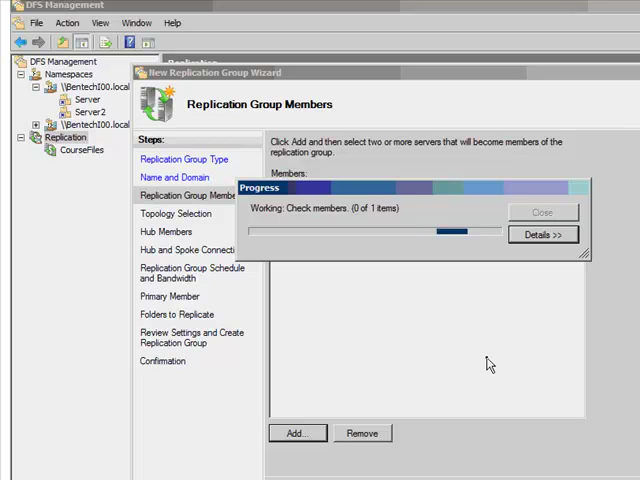 DFS Management
File Action View Window Help
DFS Management
Namespaces
\\Bentech100.local
Server
Server2
\\Bentech100.local
Replication
CourseFiles
New Replication Group Wizard
Replication Group Members
Steps:
Replication Group Type
Name and Domain
Replication Group Membe
Topology Selection
Hub Members
Hub and Spoke Connecti
Replication Group Schedule
and Bandwidth
Primary Member
Folders to Replicate
Review Settings and Create
Replication Group
Confirmation
Click Add and then select two or more servers that will become members of the
replication group.
Members:
Progress
Working: Check members. (0 of 1 items)
Close
Details >>
Add...
Remove